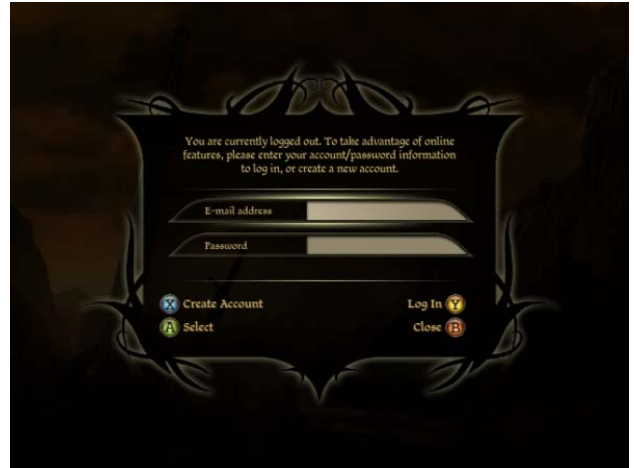 You are currently logged out. To take advantage of online
features, please enter your account/password information
to log in, or create a new account.
E-mail address
Password
X Create Account
Log In Y
A Select
Close B